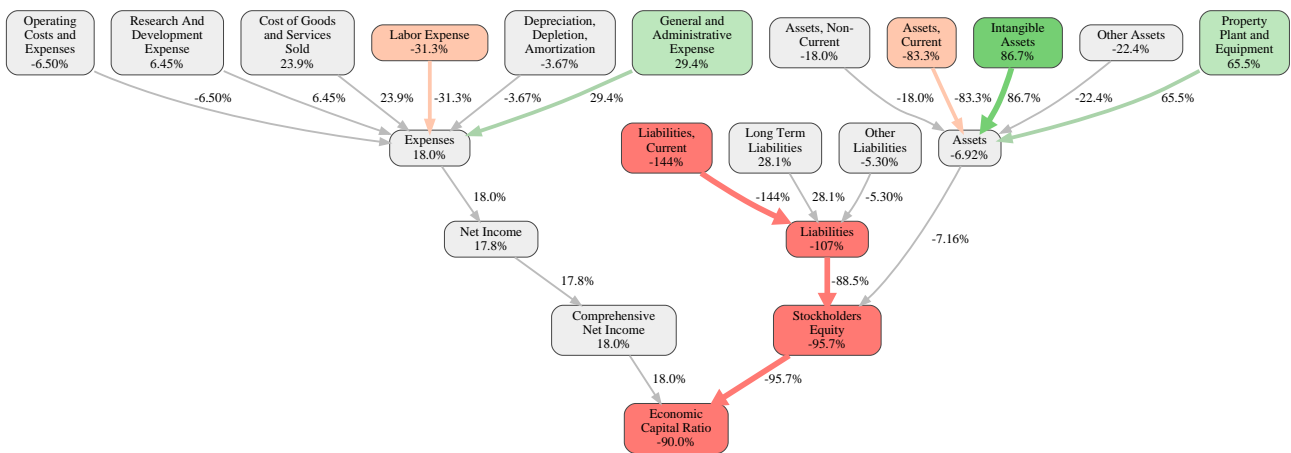 Operating
Costs and
Expenses
-6.50%
Research And
Development
Expense
6.45%
Cost of Goods
and Services
Sold
23.9%
Labor Expense
-31.3%
Depreciation,
Depletion,
Amortization
-3.67%
General and
Administrative
Expense
29.4%
Assets, Non-
Current
-18.0%
Assets,
Current
-83.3%
Intangible
Assets
86.7%
Other Assets
-22.4%
Property
Plant and
Equipment
65.5%
-6.50%
6.45%
23.9%
-31.3%
-3.67%
29.4%
-18.0%
-83.3%
86.7%
-22.4%
65.5%
Expenses
18.0%
Liabilities,
Current
-144%
Long Term
Liabilities
28.1%
Other
Liabilities
-5.30%
Assets
-6.92%
18.0%
-144%
28.1%
-5.30%
Net Income
17.8%
Liabilities
-107%
-7.16%
17.8%
-88.5%
Comprehensive
Net Income
18.0%
Stockholders
Equity
-95.7%
18.0%
-95.7%
Economic
Capital Ratio
-90.0%